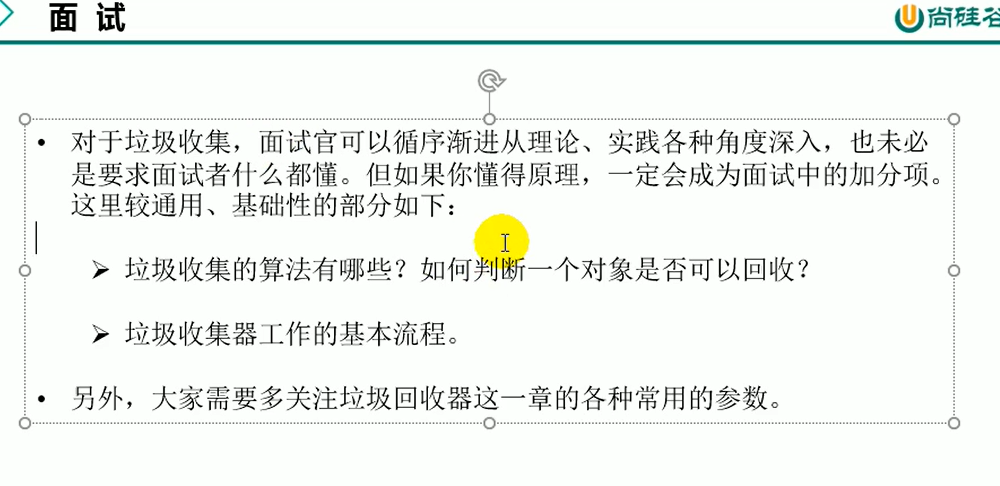 面 试
尚硅谷
• 对于垃圾收集，面试官可以循序渐进从理论、实践各种角度深入，也未必
是要求面试者什么都懂。但如果你懂得原理，一定会成为面试中的加分项。
这里较通用、基础性的部分如下：
➢ 垃圾收集的算法有哪些？如何判断一个对象是否可以回收？
➢ 垃圾收集器工作的基本流程。
• 另外，大家需要多关注垃圾回收器这一章的各种常用的参数。